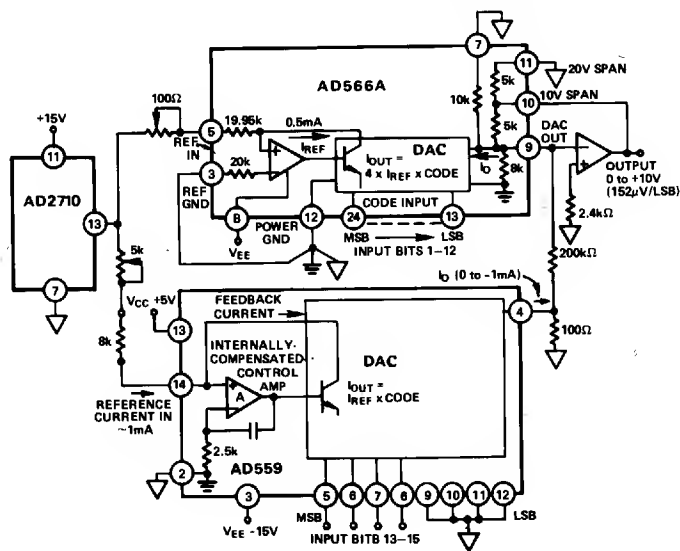 7
AD566A
11
20V SPAN
5k
10k
10
10V SPAN
5k
DAC OUT
9
100Ω
+15V
11
AD2710
13
7
5
REF IN
19.95k
0.5mA
IREF
20k
3
REF GND
DAC
IOUT =
4 x IREF x CODE
IO
8k
OUTPUT
0 to +10V
(152μV/LSB)
2.4kΩ
8
VEE
POWER GND
12
24
CODE INPUT
13
MSB
LSB
INPUT BITS 1–12
200kΩ
5k
IO (0 to -1mA)
100Ω
VCC +5V
13
8k
FEEDBACK CURRENT
4
INTERNALLY-
COMPENSATED-
CONTROL
AMP
DAC
IOUT =
IREF x CODE
14
A
REFERENCE
CURRENT IN
~1mA
2.5k
2
AD559
3
VEE -15V
5
6
7
8
9
10
11
12
MSB
LSB
INPUT BITB 13–15